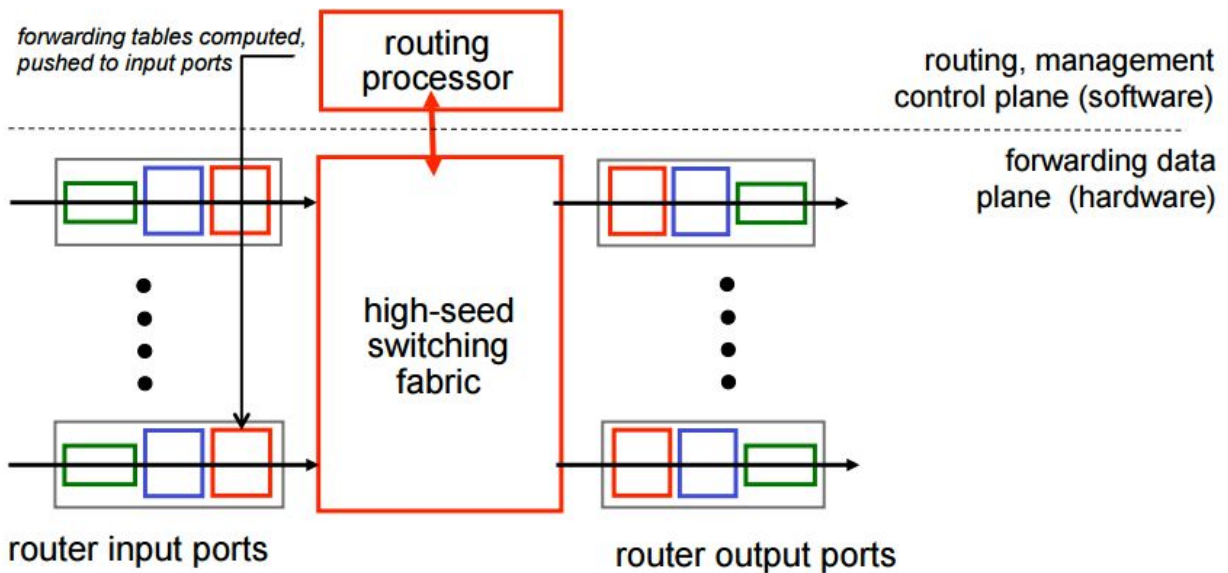 forwarding tables computed,
pushed to input ports
routing
processor
routing, management
control plane (software)
forwarding data
plane (hardware)
high-seed
switching
fabric
router input ports
router output ports